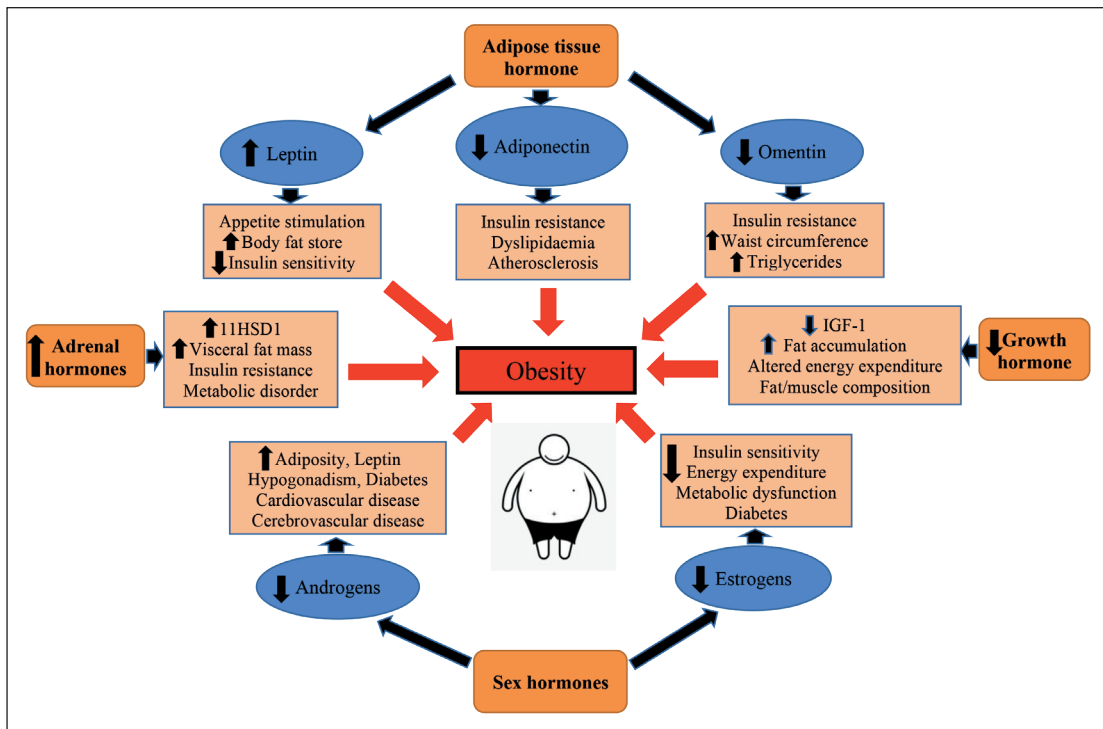 Adipose tissue
hormone
Leptin
Adiponectin
Omentin
Appetite stimulation
Body fat store
Insulin sensitivity
Insulin resistance
Dyslipidaemia
Atherosclerosis
Insulin resistance
Waist circumference
Triglycerides
Adrenal
hormones
11HSD1
Visceral fat mass
Insulin resistance
Metabolic disorder
Obesity
IGF-1
Fat accumulation
Altered energy expenditure
Fat/muscle composition
Growth
hormone
Adiposity, Leptin
Hypogonadism, Diabetes
Cardiovascular disease
Cerebrovascular disease
Insulin sensitivity
Energy expenditure
Metabolic dysfunction
Diabetes
Androgens
Estrogens
Sex hormones